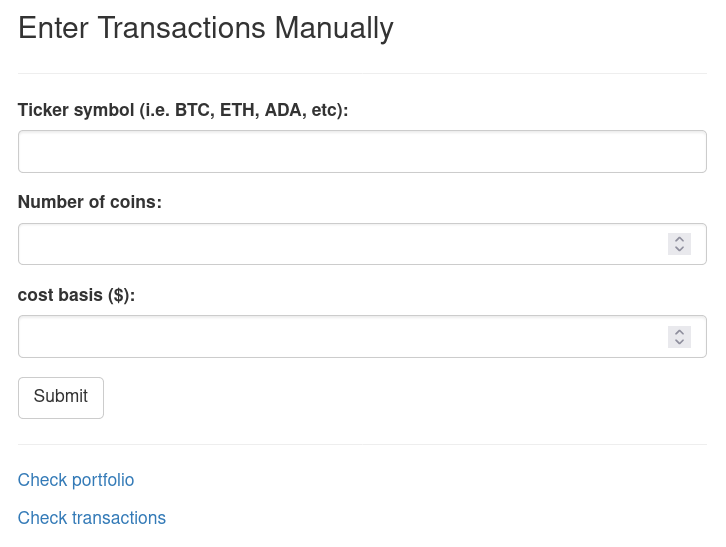 Enter Transactions Manually
Ticker symbol (i.e. BTC, ETH, ADA, etc):
Number of coins:
cost basis ($):
Submit
Check portfolio
Check transactions